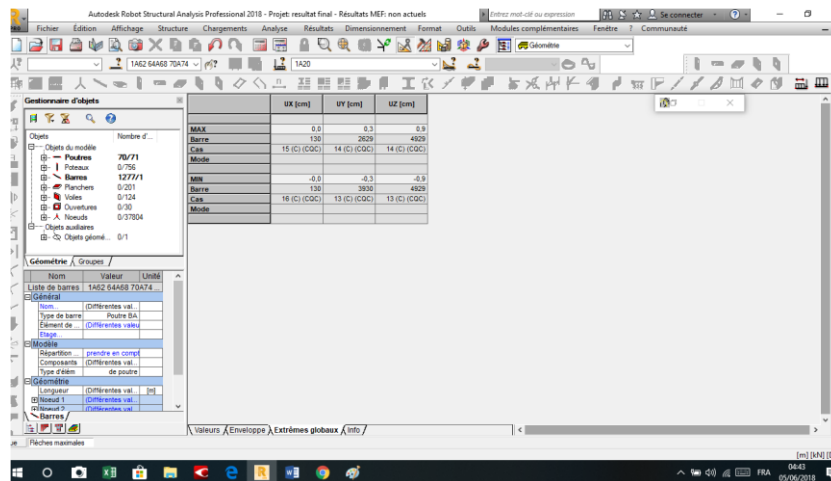 Autodesk Robot Structural Analysis Professional 2018 - Projet: resultat final - Résultats MEF: non actuels
Entrez mot-clé ou expression
Se connecter
Fichier Édition Affichage Structure Chargements Analyse Résultats Dimensionnement Format Outils Modules complémentaires Fenêtre ? Communauté
Géométrie
1A62 64A68 70A74
1A20
Gestionnaire d'objets
Objets Nombre d'...
Objets du modèle
Poutres 70/71
Poteaux 0/756
Barres 1277/1
Planchers 0/201
Voiles 0/124
Ouvertures 0/30
Noeuds 0/37804
Objets auxiliaires
Objets géomé... 0/1
Géométrie Groupes
Nom Valeur Unité
Liste de barres 1A62 64A68 70A74
Général
Nom... (Différentes val...
Type de barre Poutre BA
Élément de ... (Différentes valeu
Etage...
Modèle
Répartition ... prendre en compt
Composants (Différentes val...
Type d'élém de poutre
Géométrie
Longueur (Différentes val... [m]
Noeud 1 (Différentes val...
Noeud 2 (Différentes val...
Barres
UX [cm] UY [cm] UZ [cm]
MAX 0,0 0,3 0,9
Barre 130 2629 4929
Cas 15 (C) (CQC) 14 (C) (CQC) 14 (C) (CQC)
Mode
MIN -0,0 -0,3 -0,9
Barre 130 3930 4929
Cas 16 (C) (CQC) 13 (C) (CQC) 13 (C) (CQC)
Mode
Valeurs Enveloppe Extrêmes globaux Info
Flèches maximales
[m] [kN] [
FRA
04:43
05/06/2018